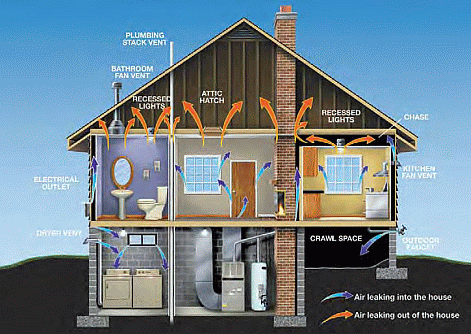 PLUMBING
STACK VENT
BATHROOM
FAN VENT
RECESSED
LIGHTS
ATTIC
HATCH
RECESSED
LIGHTS
CHASE
ELECTRICAL
OUTLET
KITCHEN
FAN VENT
DRYER VENT
CRAWL SPACE
OUTDOOR
FAUCET
Air leaking into the house
Air leaking out of the house